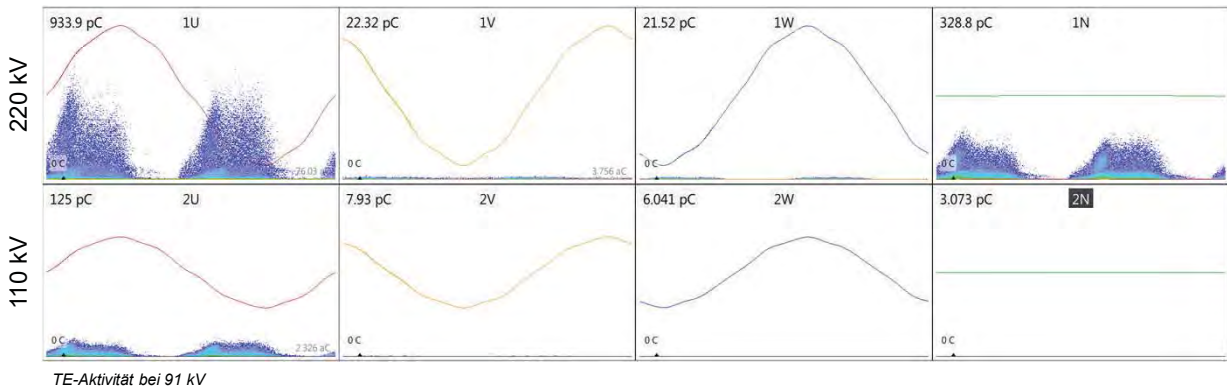 220 kV
933.9 pC 1U
0 C
76.03
22.32 pC 1V
0 C
3.756 aC
21.52 pC 1W
0 C
328.8 pC 1N
0 C
110 kV
125 pC 2U
0 C
2.326 aC
7.93 pC 2V
0 C
6.041 pC 2W
0 C
3.073 pC 2N
0 C
TE-Aktivität bei 91 kV